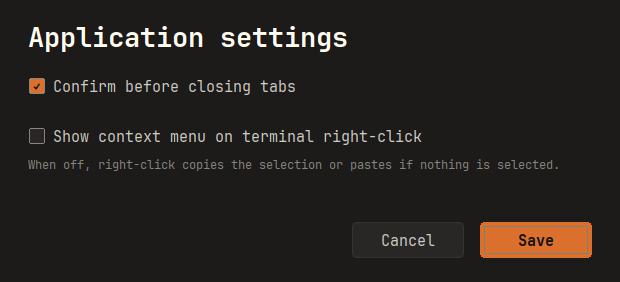 Application settings
Confirm before closing tabs
Show context menu on terminal right-click
When off, right-click copies the selection or pastes if nothing is selected.
Cancel
Save